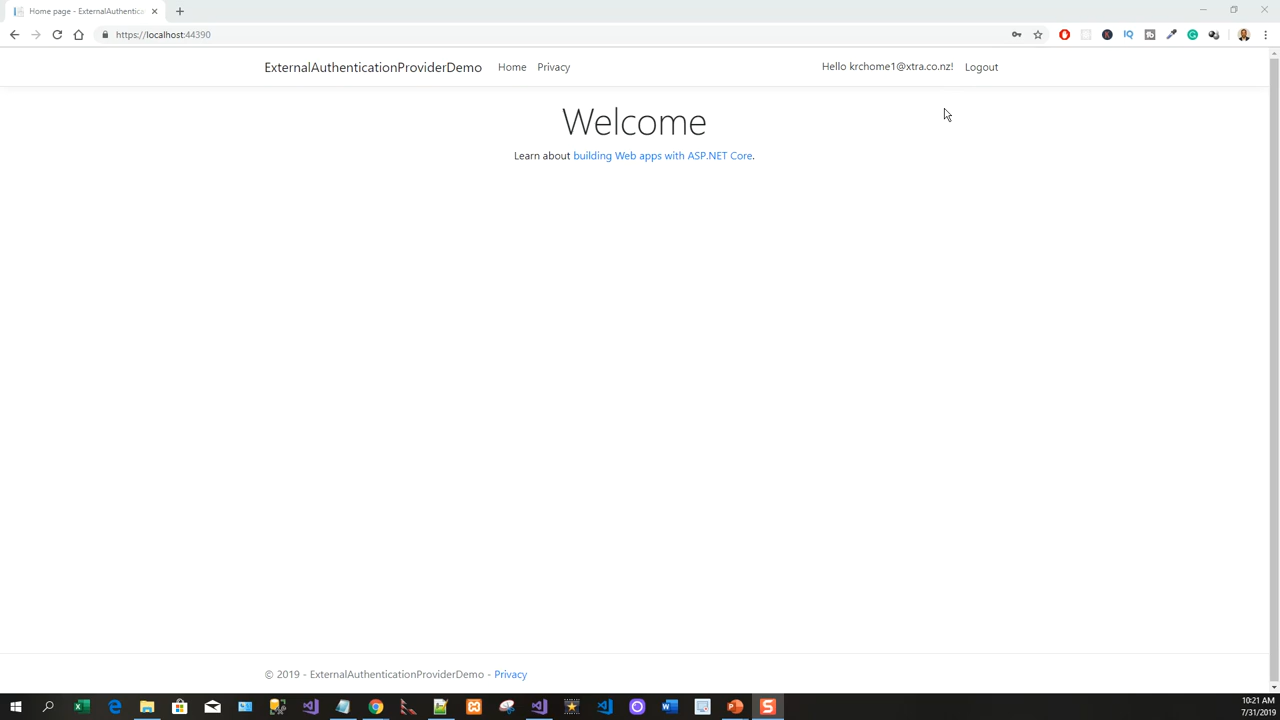 Home page - ExternalAuthentica
https://localhost:44390
ExternalAuthenticationProviderDemo Home Privacy Hello krchome1@xtra.co.nz! Logout
Welcome
Learn about building Web apps with ASP.NET Core.
© 2019 - ExternalAuthenticationProviderDemo - Privacy
10:21 AM
7/31/2019